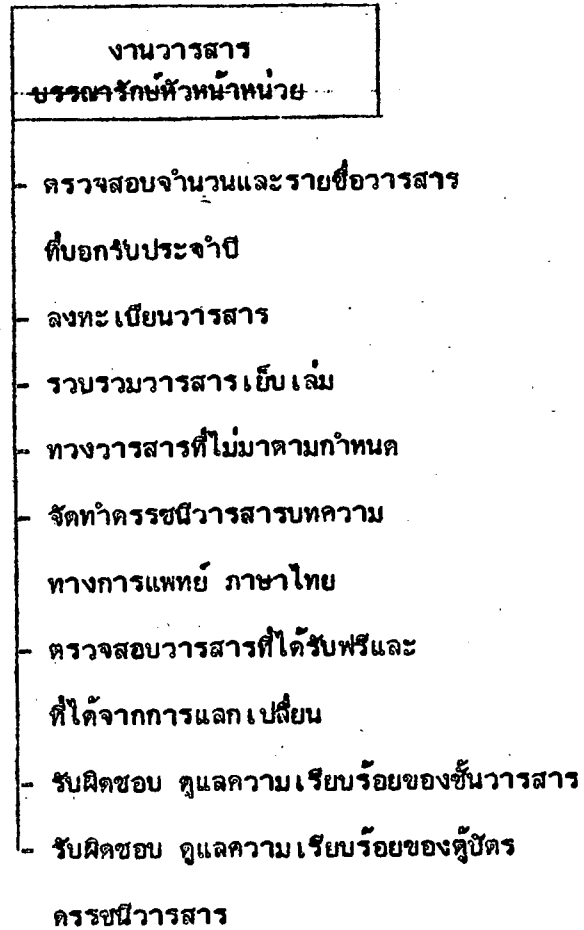 งานวารสาร
บรรณารักษ์หัวหน้าหน่วย
- ตรวจสอบจำนวนและรายชื่อวารสาร
ที่บอกรับประจำปี
- ลงทะเบียนวารสาร
- รวบรวมวารสารเย็บเล่ม
- ทวงวารสารที่ไม่มาตามกำหนด
- จัดทำดรรชนีวารสารบทความ
ทางการแพทย์ ภาษาไทย
- ตรวจสอบวารสารที่ได้รับฟรีและ
ที่ได้จากการแลกเปลี่ยน
- รับผิดชอบ ดูแลความเรียบร้อยของชั้นวารสาร
- รับผิดชอบ ดูแลความเรียบร้อยของตู้บัตร
ดรรชนีวารสาร